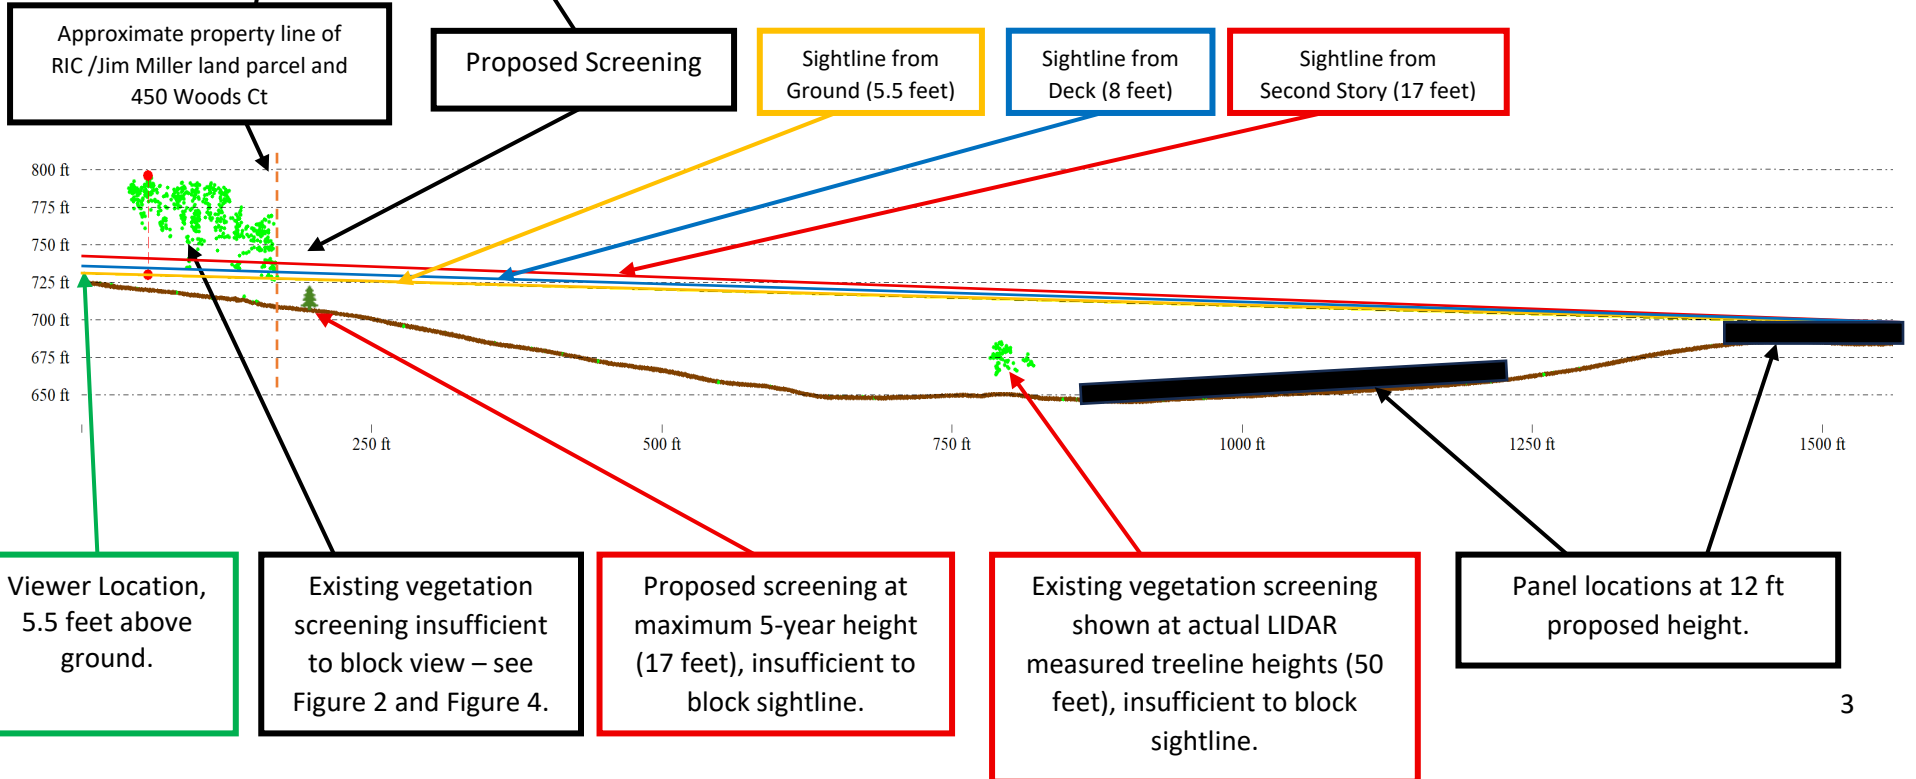 Approximate property line of
RIC /Jim Miller land parcel and
450 Woods Ct
Proposed Screening
Sightline from
Ground (5.5 feet)
Sightline from
Deck (8 feet)
Sightline from
Second Story (17 feet)
800 ft
775 ft
750 ft
725 ft
700 ft
675 ft
650 ft
250 ft
500 ft
750 ft
1000 ft
1250 ft
1500 ft
Viewer Location,
5.5 feet above
ground.
Existing vegetation
screening insufficient
to block view – see
Figure 2 and Figure 4.
Proposed screening at
maximum 5-year height
(17 feet), insufficient to
block sightline.
Existing vegetation screening
shown at actual LIDAR
measured treeline heights (50
feet), insufficient to block
sightline.
Panel locations at 12 ft
proposed height.
3